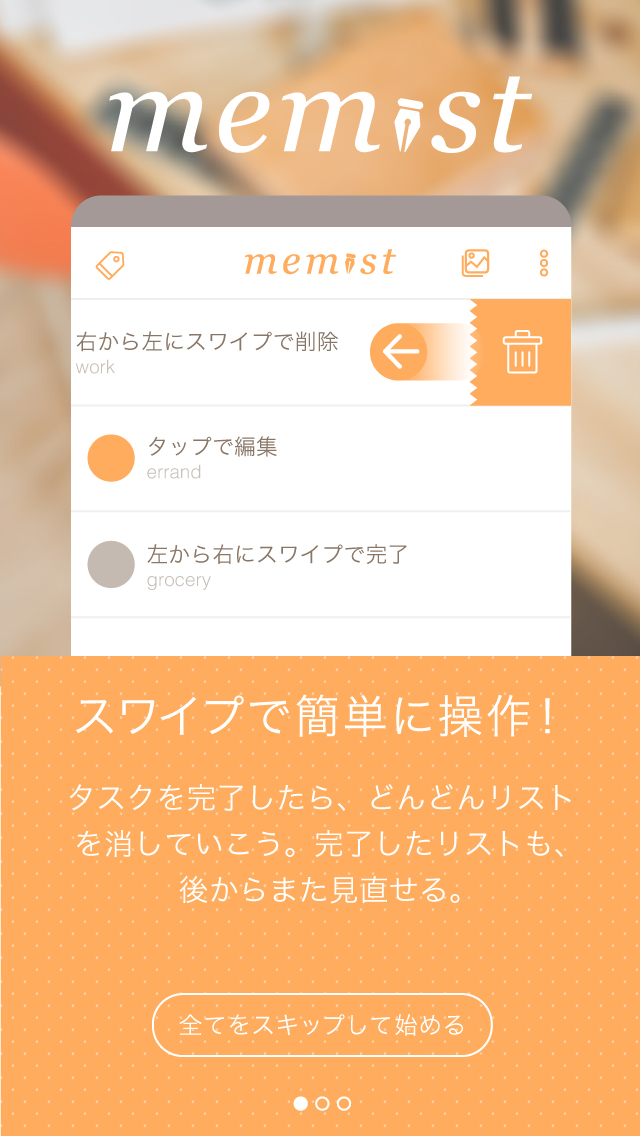 memist
memist
右から左にスワイプで削除
work
タップで編集
errand
左から右にスワイプで完了
grocery
スワイプで簡単に操作！
タスクを完了したら、どんどんリスト
を消していこう。完了したリストも、
後からまた見直せる。
全てをスキップして始める